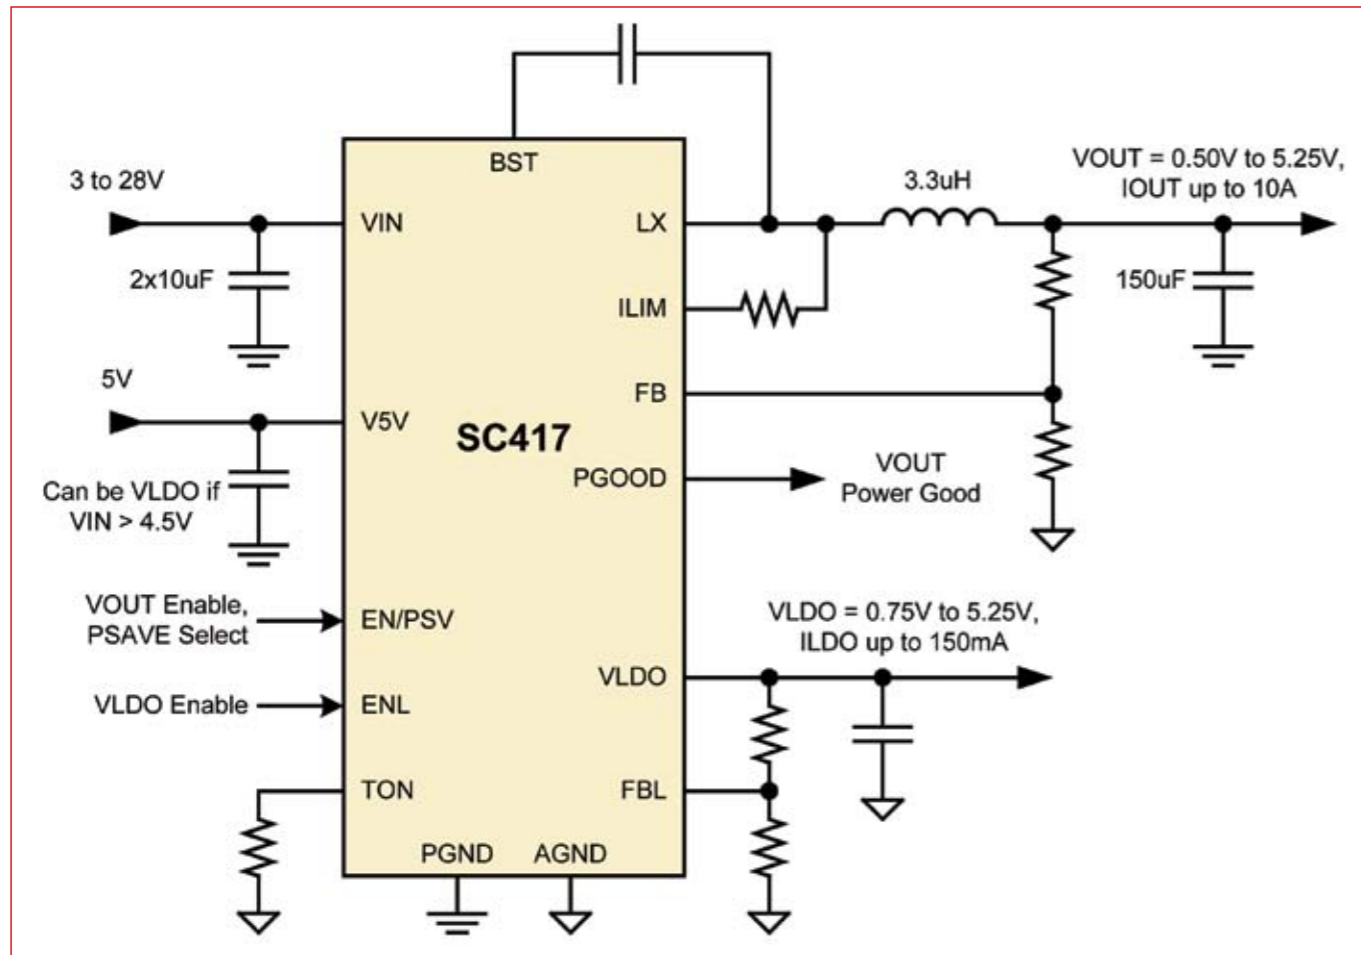 BST
3 to 28V
VIN
2x10uF
5V
V5V
Can be VLDO if
VIN > 4.5V
VOUT Enable,
PSAVE Select
EN/PSV
VLDO Enable
ENL
TON
PGND
AGND
SC417
LX
3.3uH
VOUT = 0.50V to 5.25V,
IOUT up to 10A
150uF
ILIM
FB
PGOOD
VOUT
Power Good
VLDO = 0.75V to 5.25V,
ILDO up to 150mA
VLDO
FBL